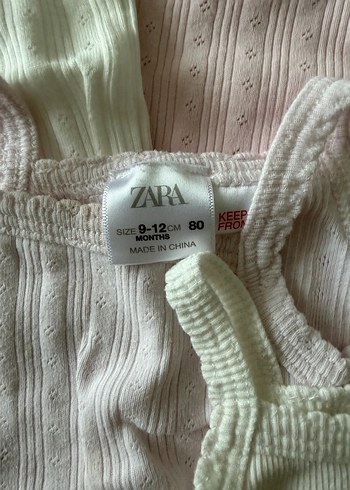 ZARA
SIZE 9-12 CM 80
MONTHS
MADE IN CHINA
KEEP
FROM